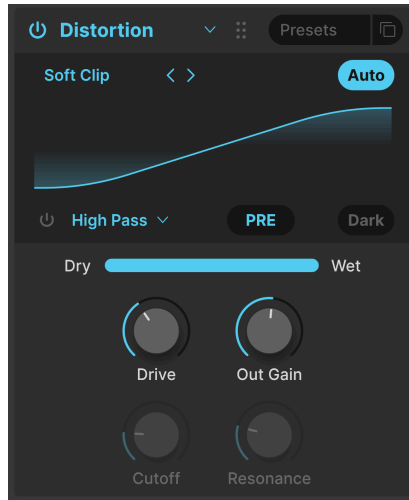 Distortion Presets
Soft Clip Auto
High Pass PRE Dark
Dry Wet
Drive Out Gain
Cutoff Resonance